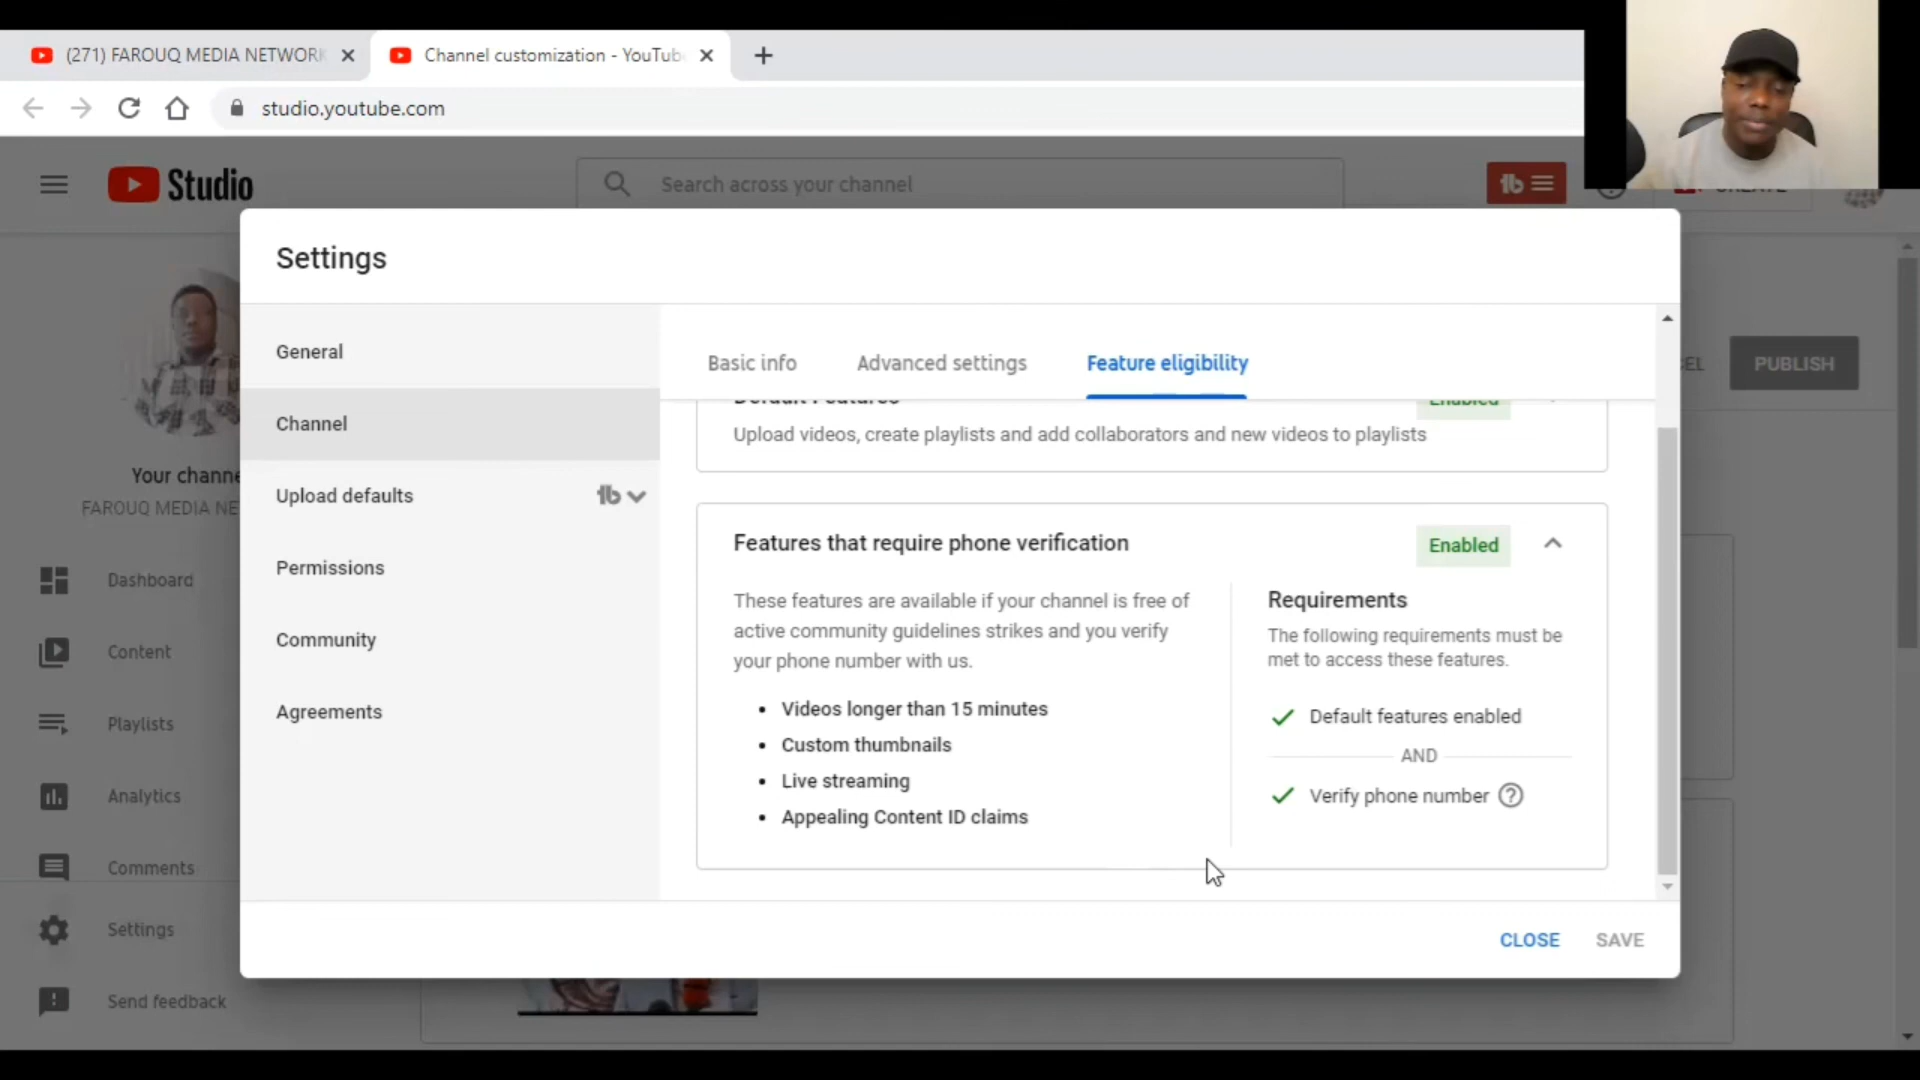 (271) FAROUQ MEDIA NETWORK
Channel customization - YouTub
studio.youtube.com
Studio
Search across your channel
Settings
General
Channel
Upload defaults
Permissions
Community
Agreements
Basic info
Advanced settings
Feature eligibility
Default Features
Enabled
Upload videos, create playlists and add collaborators and new videos to playlists
Features that require phone verification
Enabled
These features are available if your channel is free of
active community guidelines strikes and you verify
your phone number with us.
• Videos longer than 15 minutes
• Custom thumbnails
• Live streaming
• Appealing Content ID claims
Requirements
The following requirements must be
met to access these features.
Default features enabled
AND
Verify phone number
CLOSE
SAVE
Your channe
FAROUQ MEDIA NE
Dashboard
Content
Playlists
Analytics
Comments
Settings
Send feedback
CREATE
EL
PUBLISH